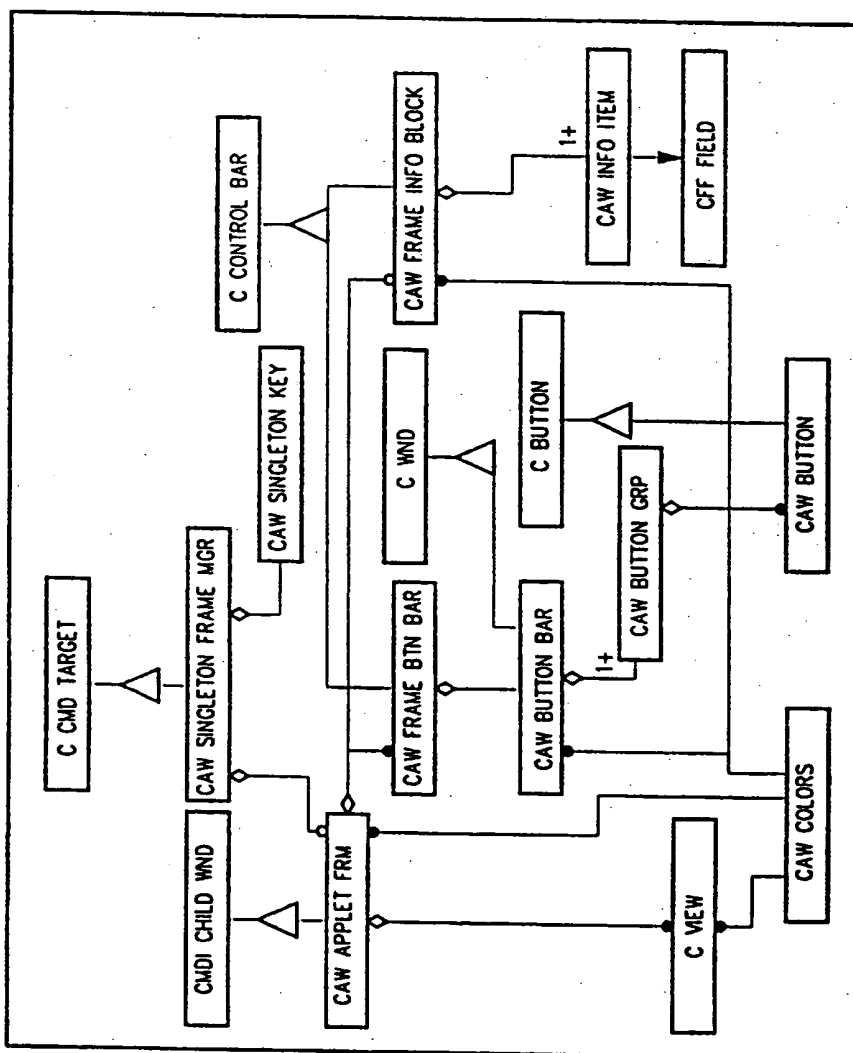 C CMD TARGET
CMDI CHILD WND
CAW SINGLETON FRAME MGR
CAW SINGLETON KEY
C CONTROL BAR
CAW APPLET FRM
CAW FRAME BTN BAR
C WND
CAW FRAME INFO BLOCK
CAW BUTTON BAR
C BUTTON
1+
CAW INFO ITEM
1+
CAW BUTTON GRP
CFF FIELD
C VIEW
CAW COLORS
CAW BUTTON